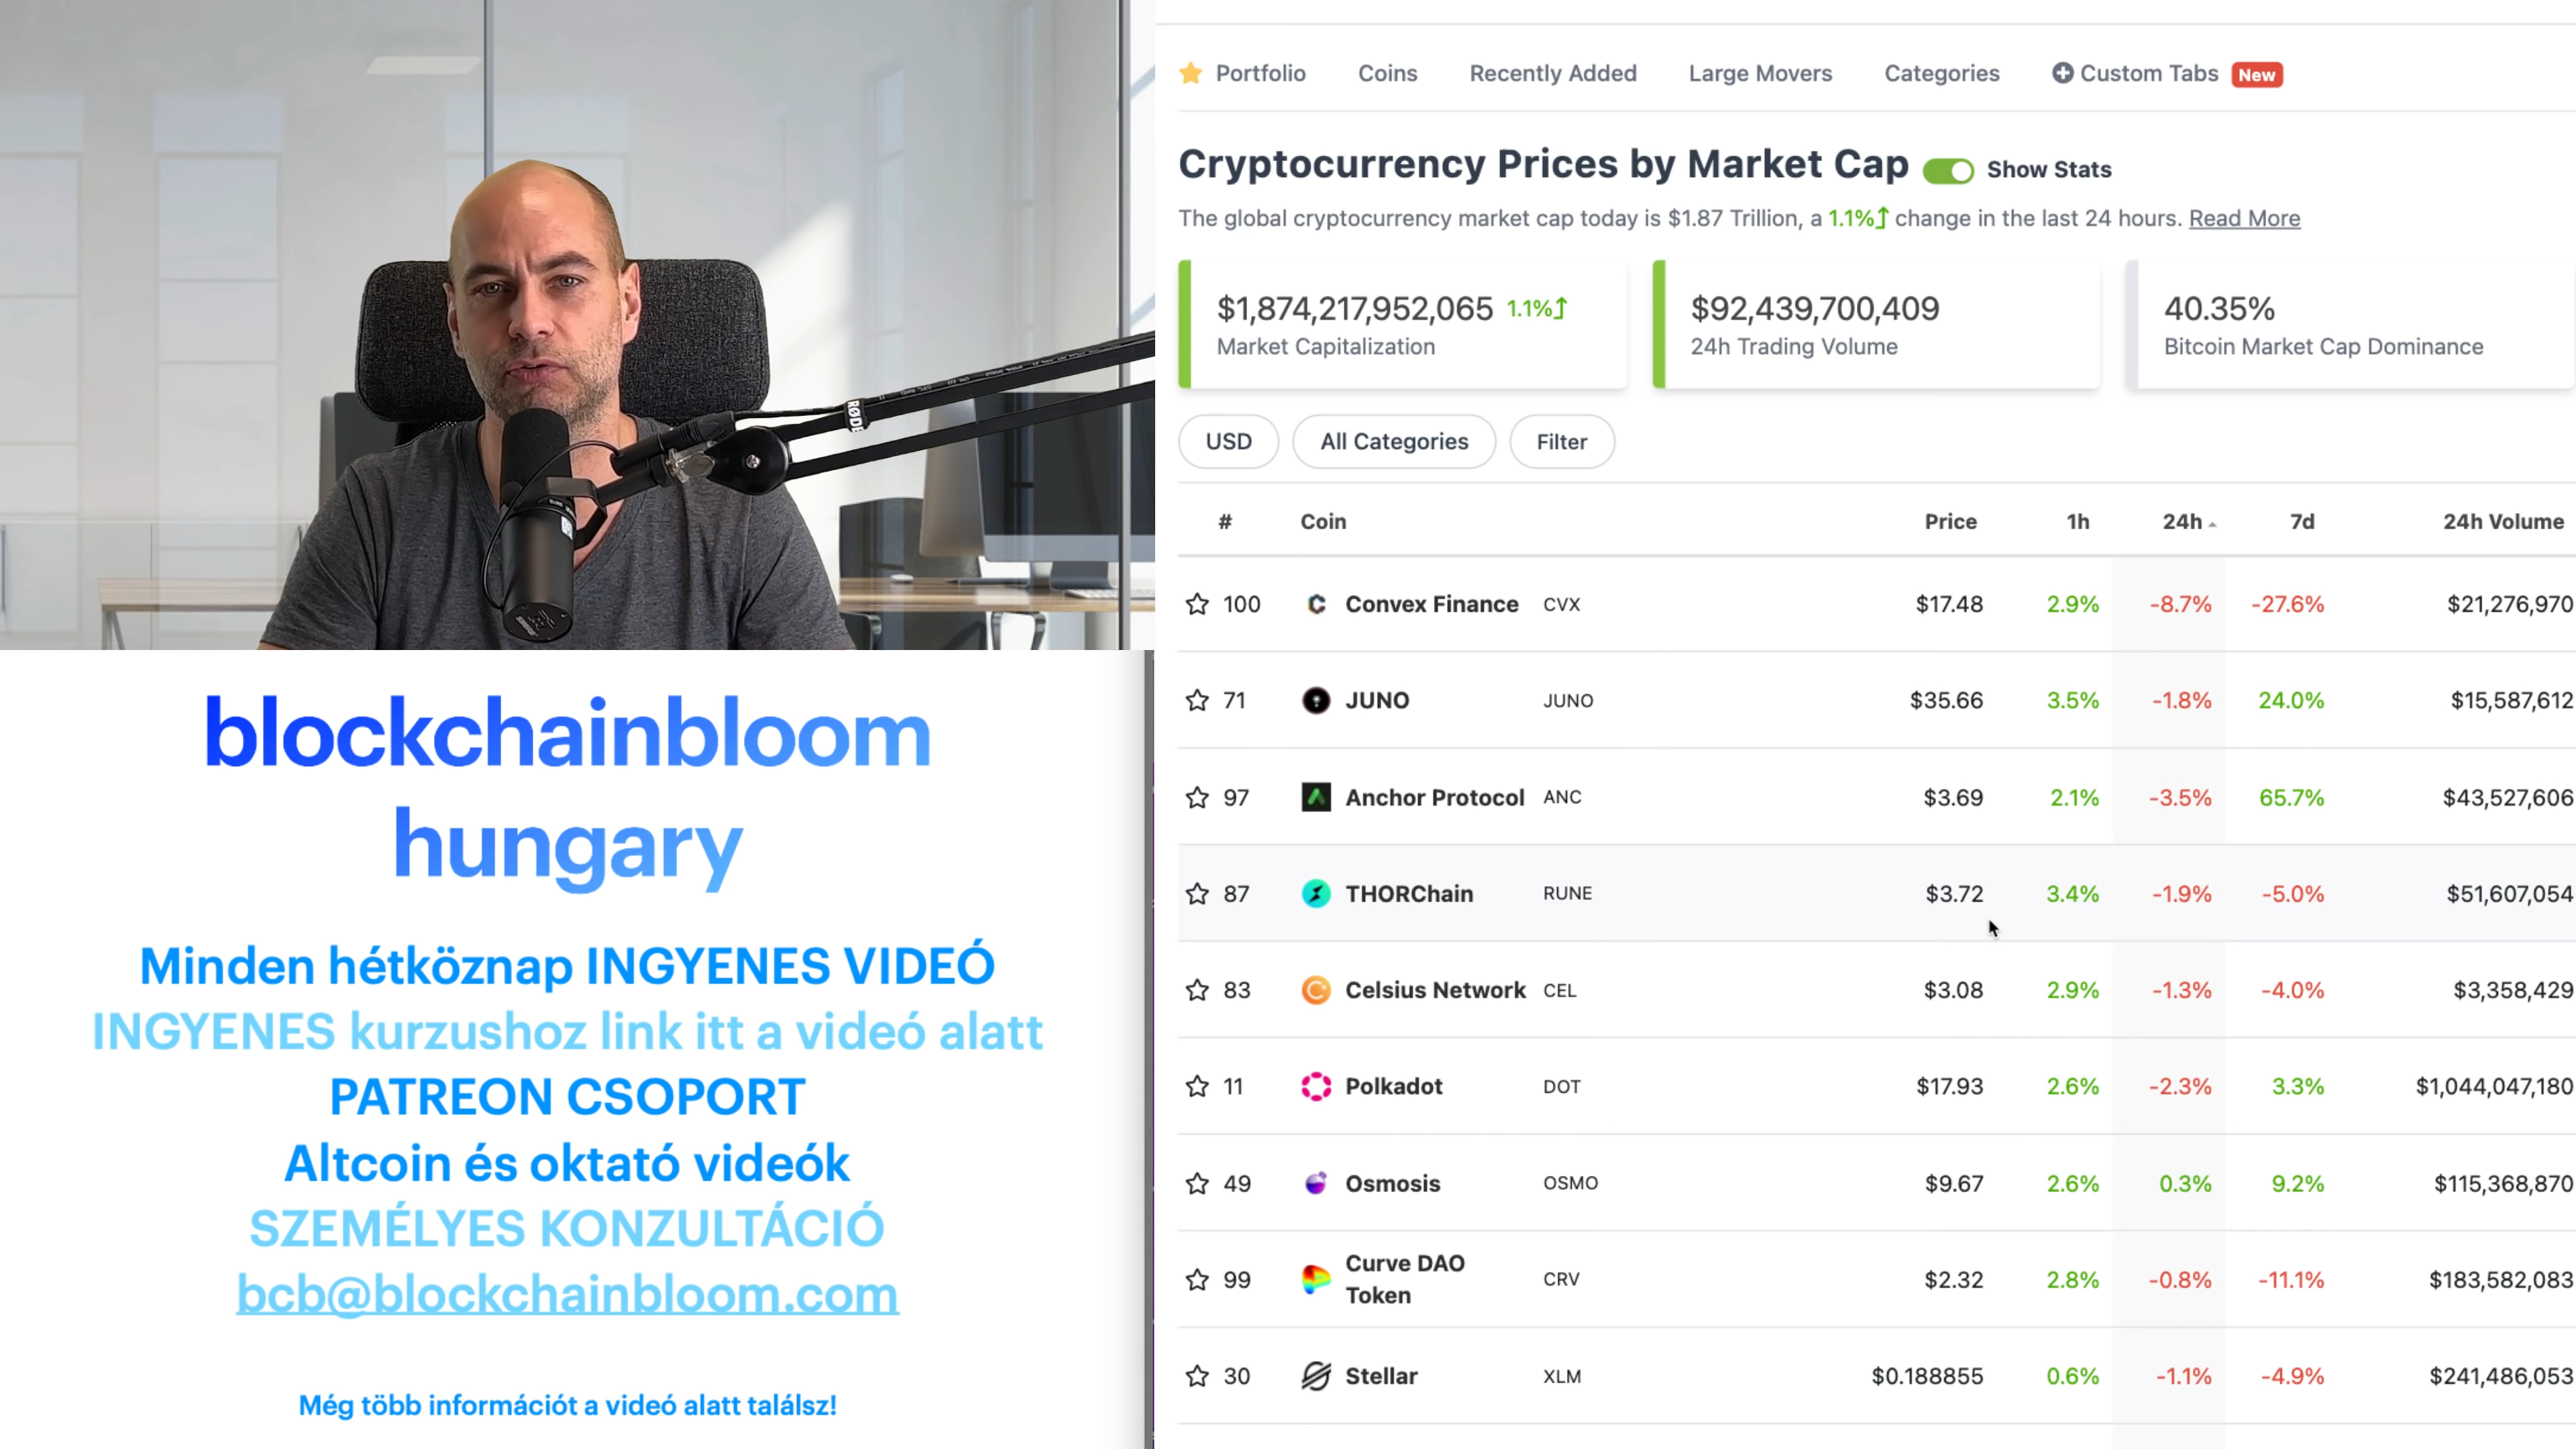 RØDE
blockchainbloom
hungary
Minden hétköznap INGYENES VIDEÓ
INGYENES kurzushoz link itt a videó alatt
PATREON CSOPORT
Altcoin és oktató videók
SZEMÉLYES KONZULTÁCIÓ
bcb@blockchainbloom.com
Még több információt a videó alatt találsz!
Portfolio Coins Recently Added Large Movers Categories Custom Tabs New
Cryptocurrency Prices by Market Cap Show Stats
The global cryptocurrency market cap today is $1.87 Trillion, a 1.1% change in the last 24 hours. Read More
$1,874,217,952,065 1.1% $92,439,700,409 40.35%
Market Capitalization 24h Trading Volume Bitcoin Market Cap Dominance
USD All Categories Filter
# Coin Price 1h 24h 7d 24h Volume
100 Convex Finance CVX $17.48 2.9% -8.7% -27.6% $21,276,970
71 JUNO JUNO $35.66 3.5% -1.8% 24.0% $15,587,612
97 Anchor Protocol ANC $3.69 2.1% -3.5% 65.7% $43,527,606
87 THORChain RUNE $3.72 3.4% -1.9% -5.0% $51,607,054
83 Celsius Network CEL $3.08 2.9% -1.3% -4.0% $3,358,429
11 Polkadot DOT $17.93 2.6% -2.3% 3.3% $1,044,047,180
49 Osmosis OSMO $9.67 2.6% 0.3% 9.2% $115,368,870
99 Curve DAO Token CRV $2.32 2.8% -0.8% -11.1% $183,582,083
30 Stellar XLM $0.188855 0.6% -1.1% -4.9% $241,486,053